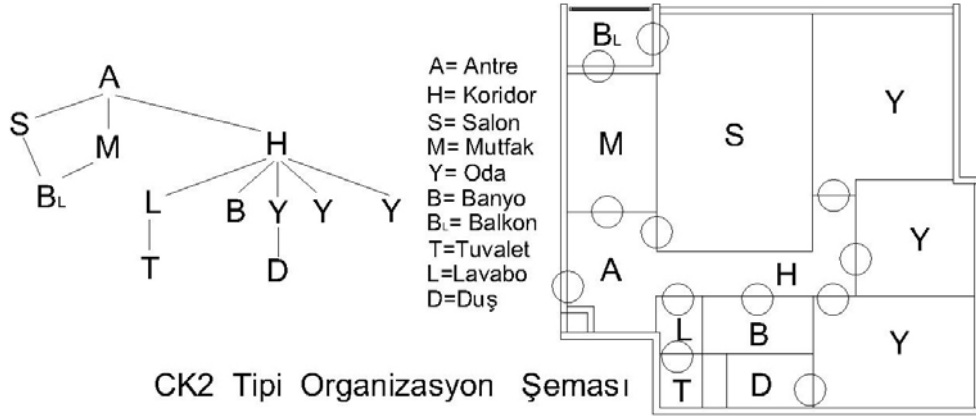 A
S
M
H
BL
L B Y Y Y
T
D
A= Antre
H= Koridor
S= Salon
M= Mutfak
Y= Oda
B= Banyo
BL= Balkon
T=Tuvalet
L=Lavabo
D=Duş
BL
Y
M
S
Y
A
H
L
B
Y
T
D
CK2 Tipi Organizasyon Şeması